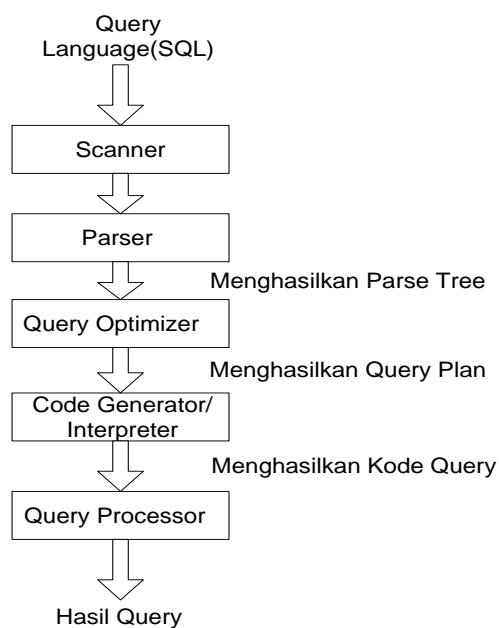 Query
Language(SQL)
Scanner
Parser
Menghasilkan Parse Tree
Query Optimizer
Menghasilkan Query Plan
Code Generator/
Interpreter
Menghasilkan Kode Query
Query Processor
Hasil Query